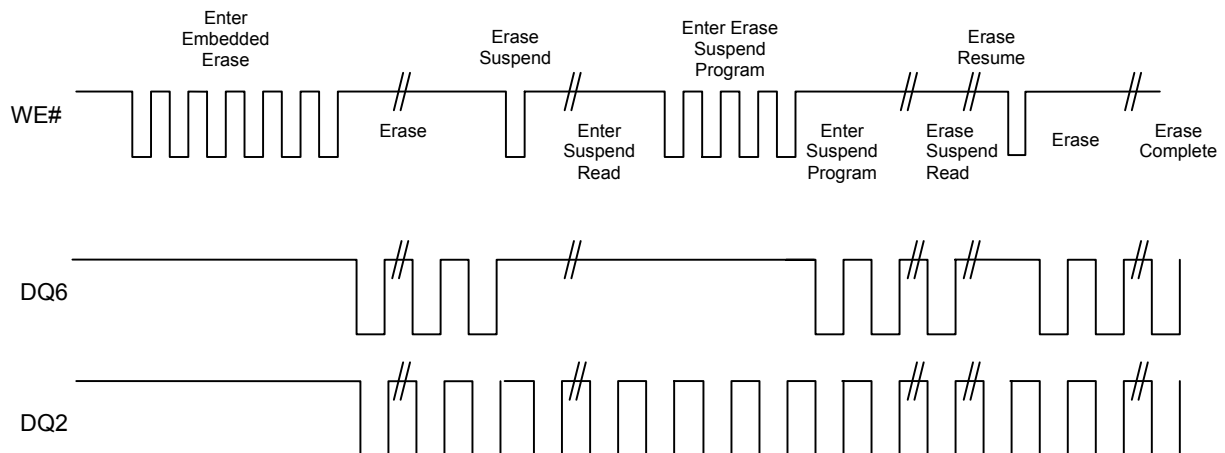 Enter
Embedded
Erase
Erase
Suspend
Enter Erase
Suspend
Program
Erase
Resume
WE#
Erase
Enter
Suspend
Read
Enter
Suspend
Program
Erase
Suspend
Read
Erase
Erase
Complete
DQ6
DQ2